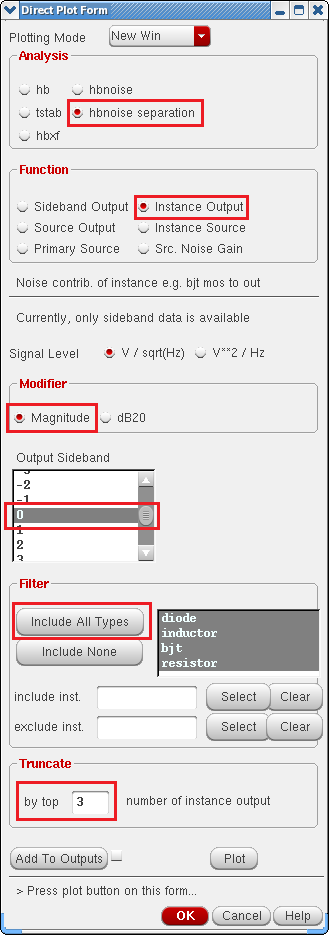 Direct Plot Form
Plotting Mode New Win
Analysis
hb hbnoise
tstab hbnoise separation
hbxf
Function
Sideband Output Instance Output
Source Output Instance Source
Primary Source Src. Noise Gain
Noise contrib. of instance e.g. bjt mos to out
Currently, only sideband data is available
Signal Level V / sqrt(Hz) V**2 / Hz
Modifier
Magnitude dB20
Output Sideband
-2
-1
0
1
2
3
Filter
Include All Types
Include None
diode
inductor
bjt
resistor
include inst. Select Clear
exclude inst. Select Clear
Truncate
by top 3 number of instance output
Add To Outputs Plot
> Press plot button on this form...
OK Cancel Help